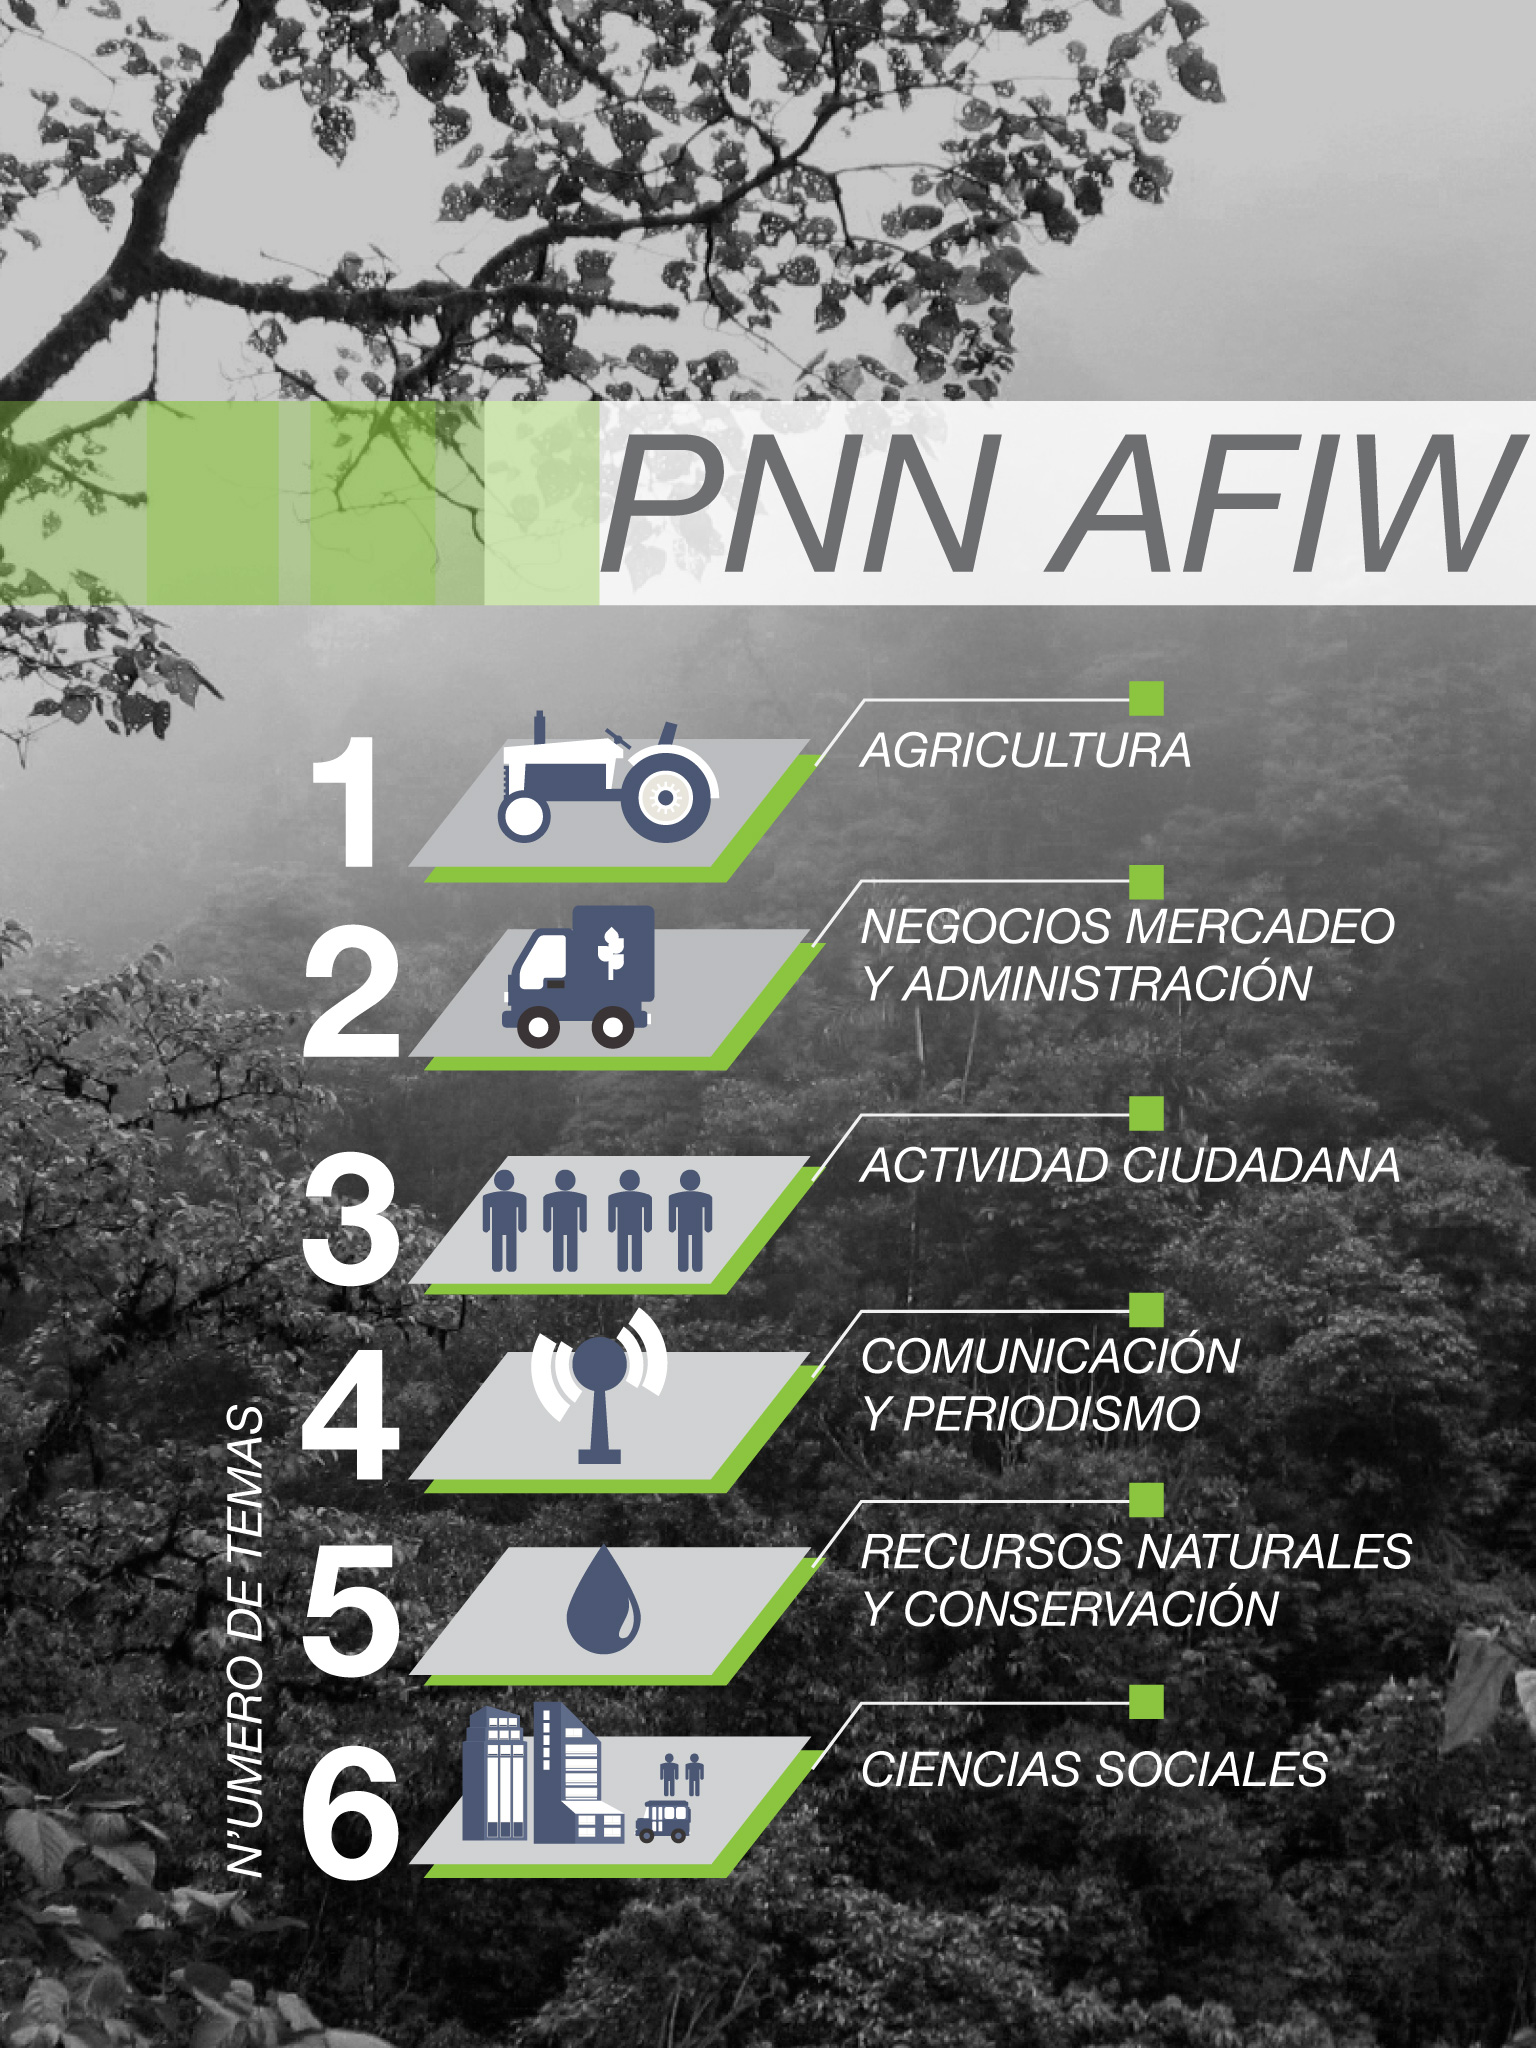 PNN AFIW
1
AGRICULTURA
2
NEGOCIOS MERCADEO
Y ADMINISTRACIÓN
3
ACTIVIDAD CIUDADANA
4
COMUNICACIÓN
Y PERIODISMO
5
RECURSOS NATURALES
Y CONSERVACIÓN
6
CIENCIAS SOCIALES
N'UMERO DE TEMAS